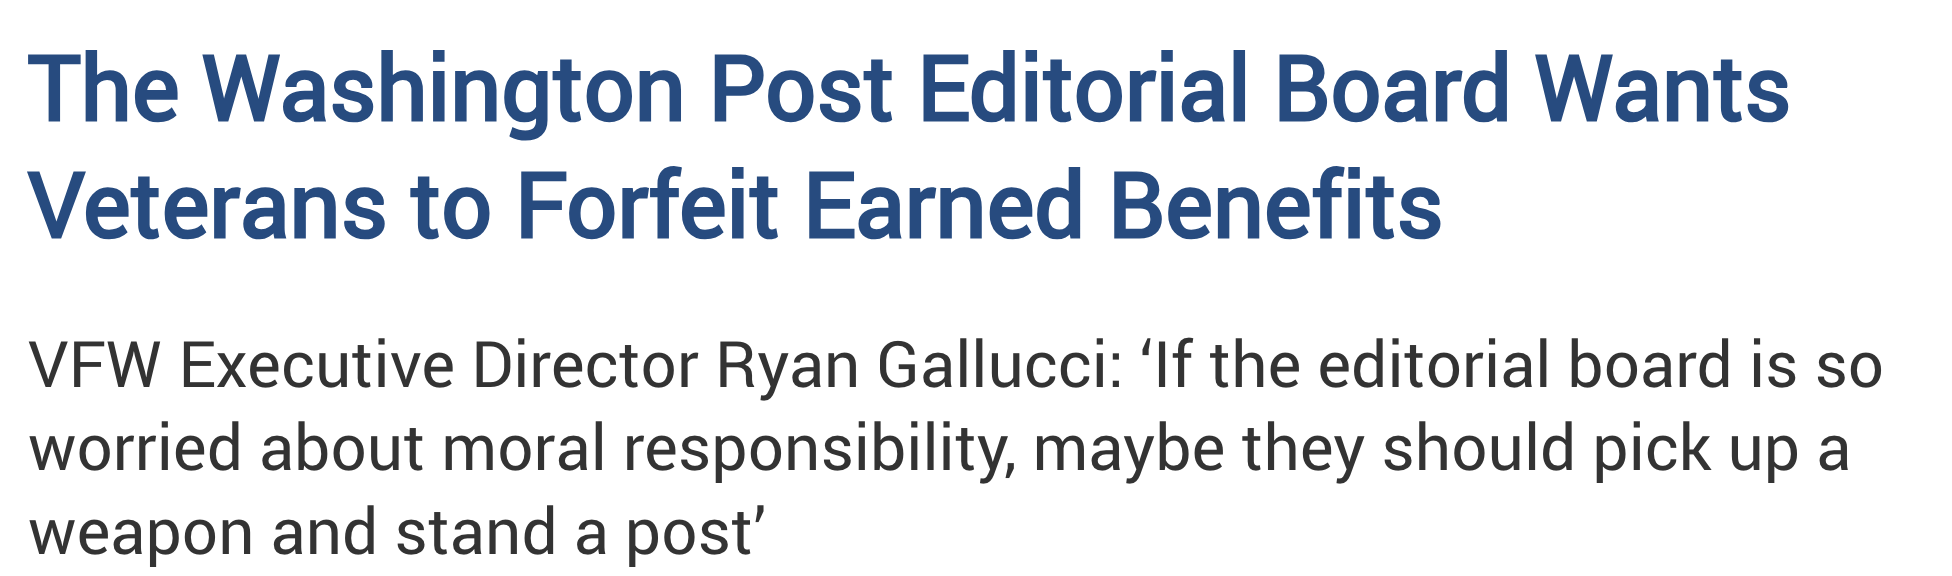 The Washington Post Editorial Board Wants
Veterans to Forfeit Earned Benefits
VFW Executive Director Ryan Gallucci: ‘If the editorial board is so
worried about moral responsibility, maybe they should pick up a
weapon and stand a post’